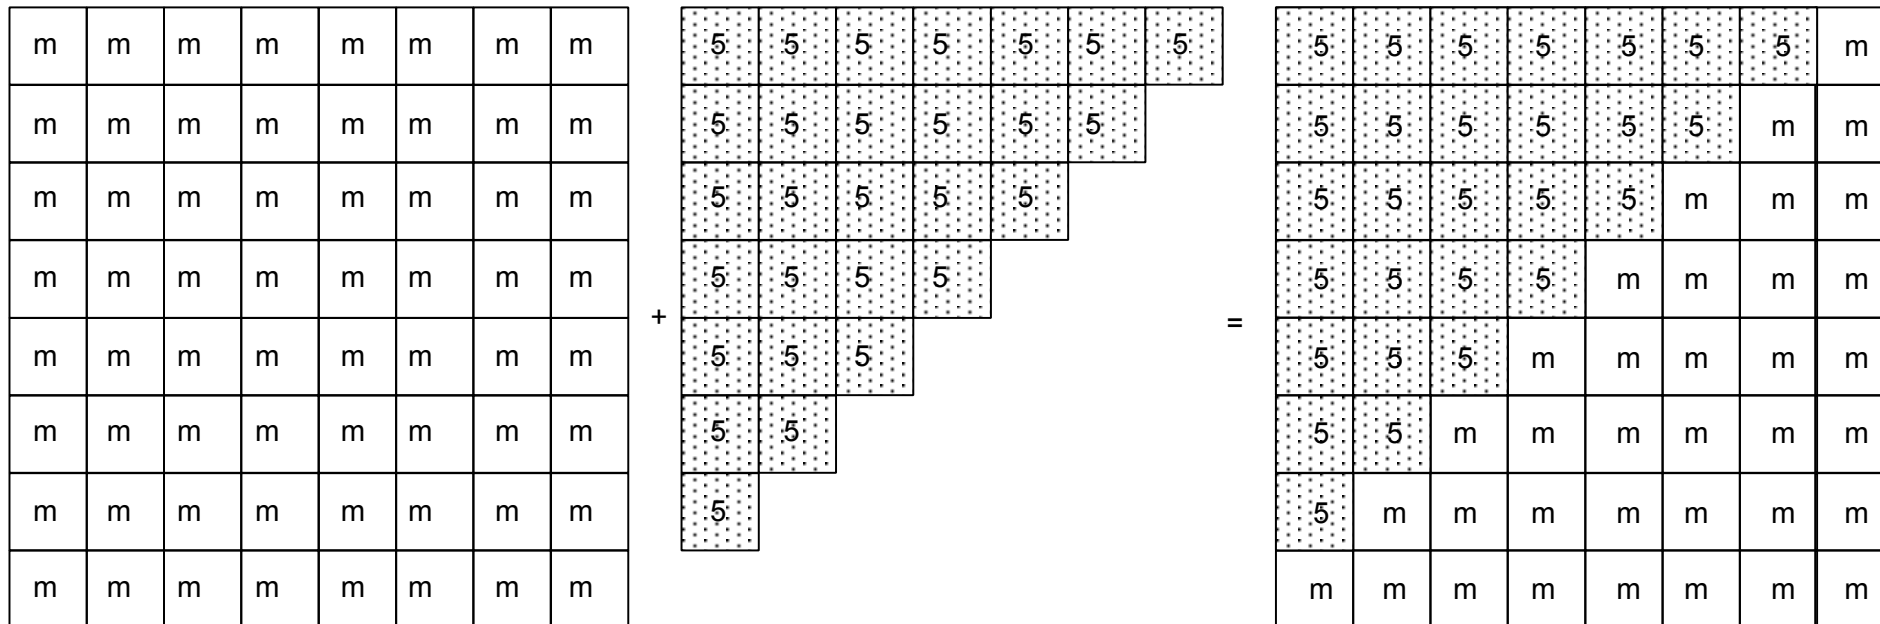 m m m m m m m m 5 5 5 5 5 5 5 5 5 5 5 5 5 5 m
m m m m m m m m 5 5 5 5 5 5 5 5 5 5 5 5 m m
m m m m m m m m 5 5 5 5 5 5 5 5 5 5 m m m
m m m m m m m m 5 5 5 5 5 5 5 5 m m m m
+ =
m m m m m m m m 5 5 5 5 5 5 m m m m m
m m m m m m m m 5 5 5 5 m m m m m m
m m m m m m m m 5 5 m m m m m m m
m m m m m m m m m m m m m m m m